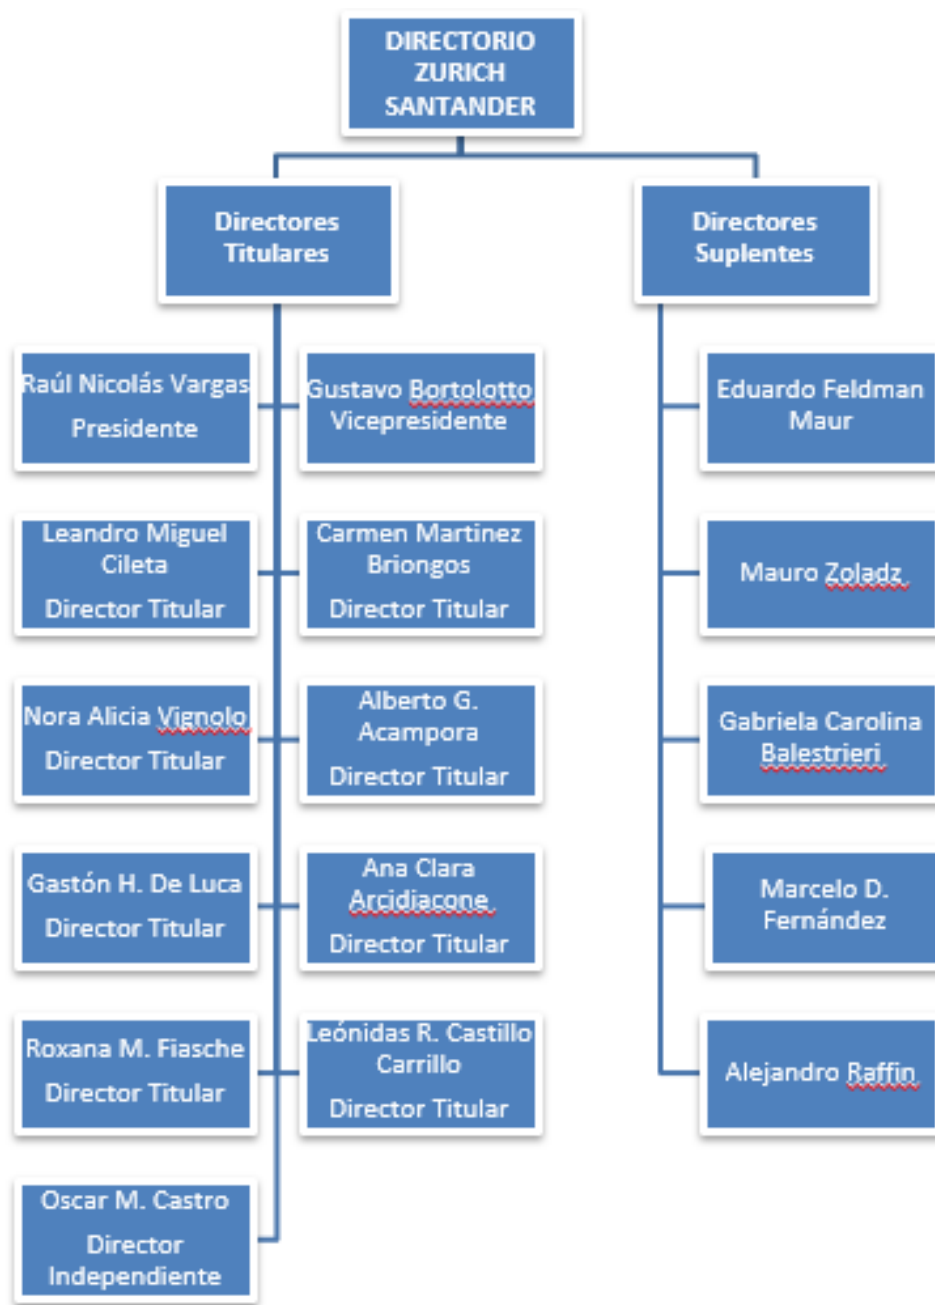 DIRECTORIO
ZURICH
SANTANDER
Directores
Titulares
Directores
Suplentes
Raúl Nicolás Vargas
Presidente
Gustavo Bortolotto
Vicepresidente
Eduardo Feldman
Maur
Leandro Miguel
Cileta
Director Titular
Carmen Martinez
Briongos
Director Titular
Mauro Zoladz
Nora Alicia Vignolo
Director Titular
Alberto G.
Acampora
Director Titular
Gabriela Carolina
Balestrieri
Gastón H. De Luca
Director Titular
Ana Clara
Arcidiacone
Director Titular
Marcelo D.
Fernández
Roxana M. Fiasche
Director Titular
Leónidas R. Castillo
Carrillo
Director Titular
Alejandro Raffin
Oscar M. Castro
Director
Independiente